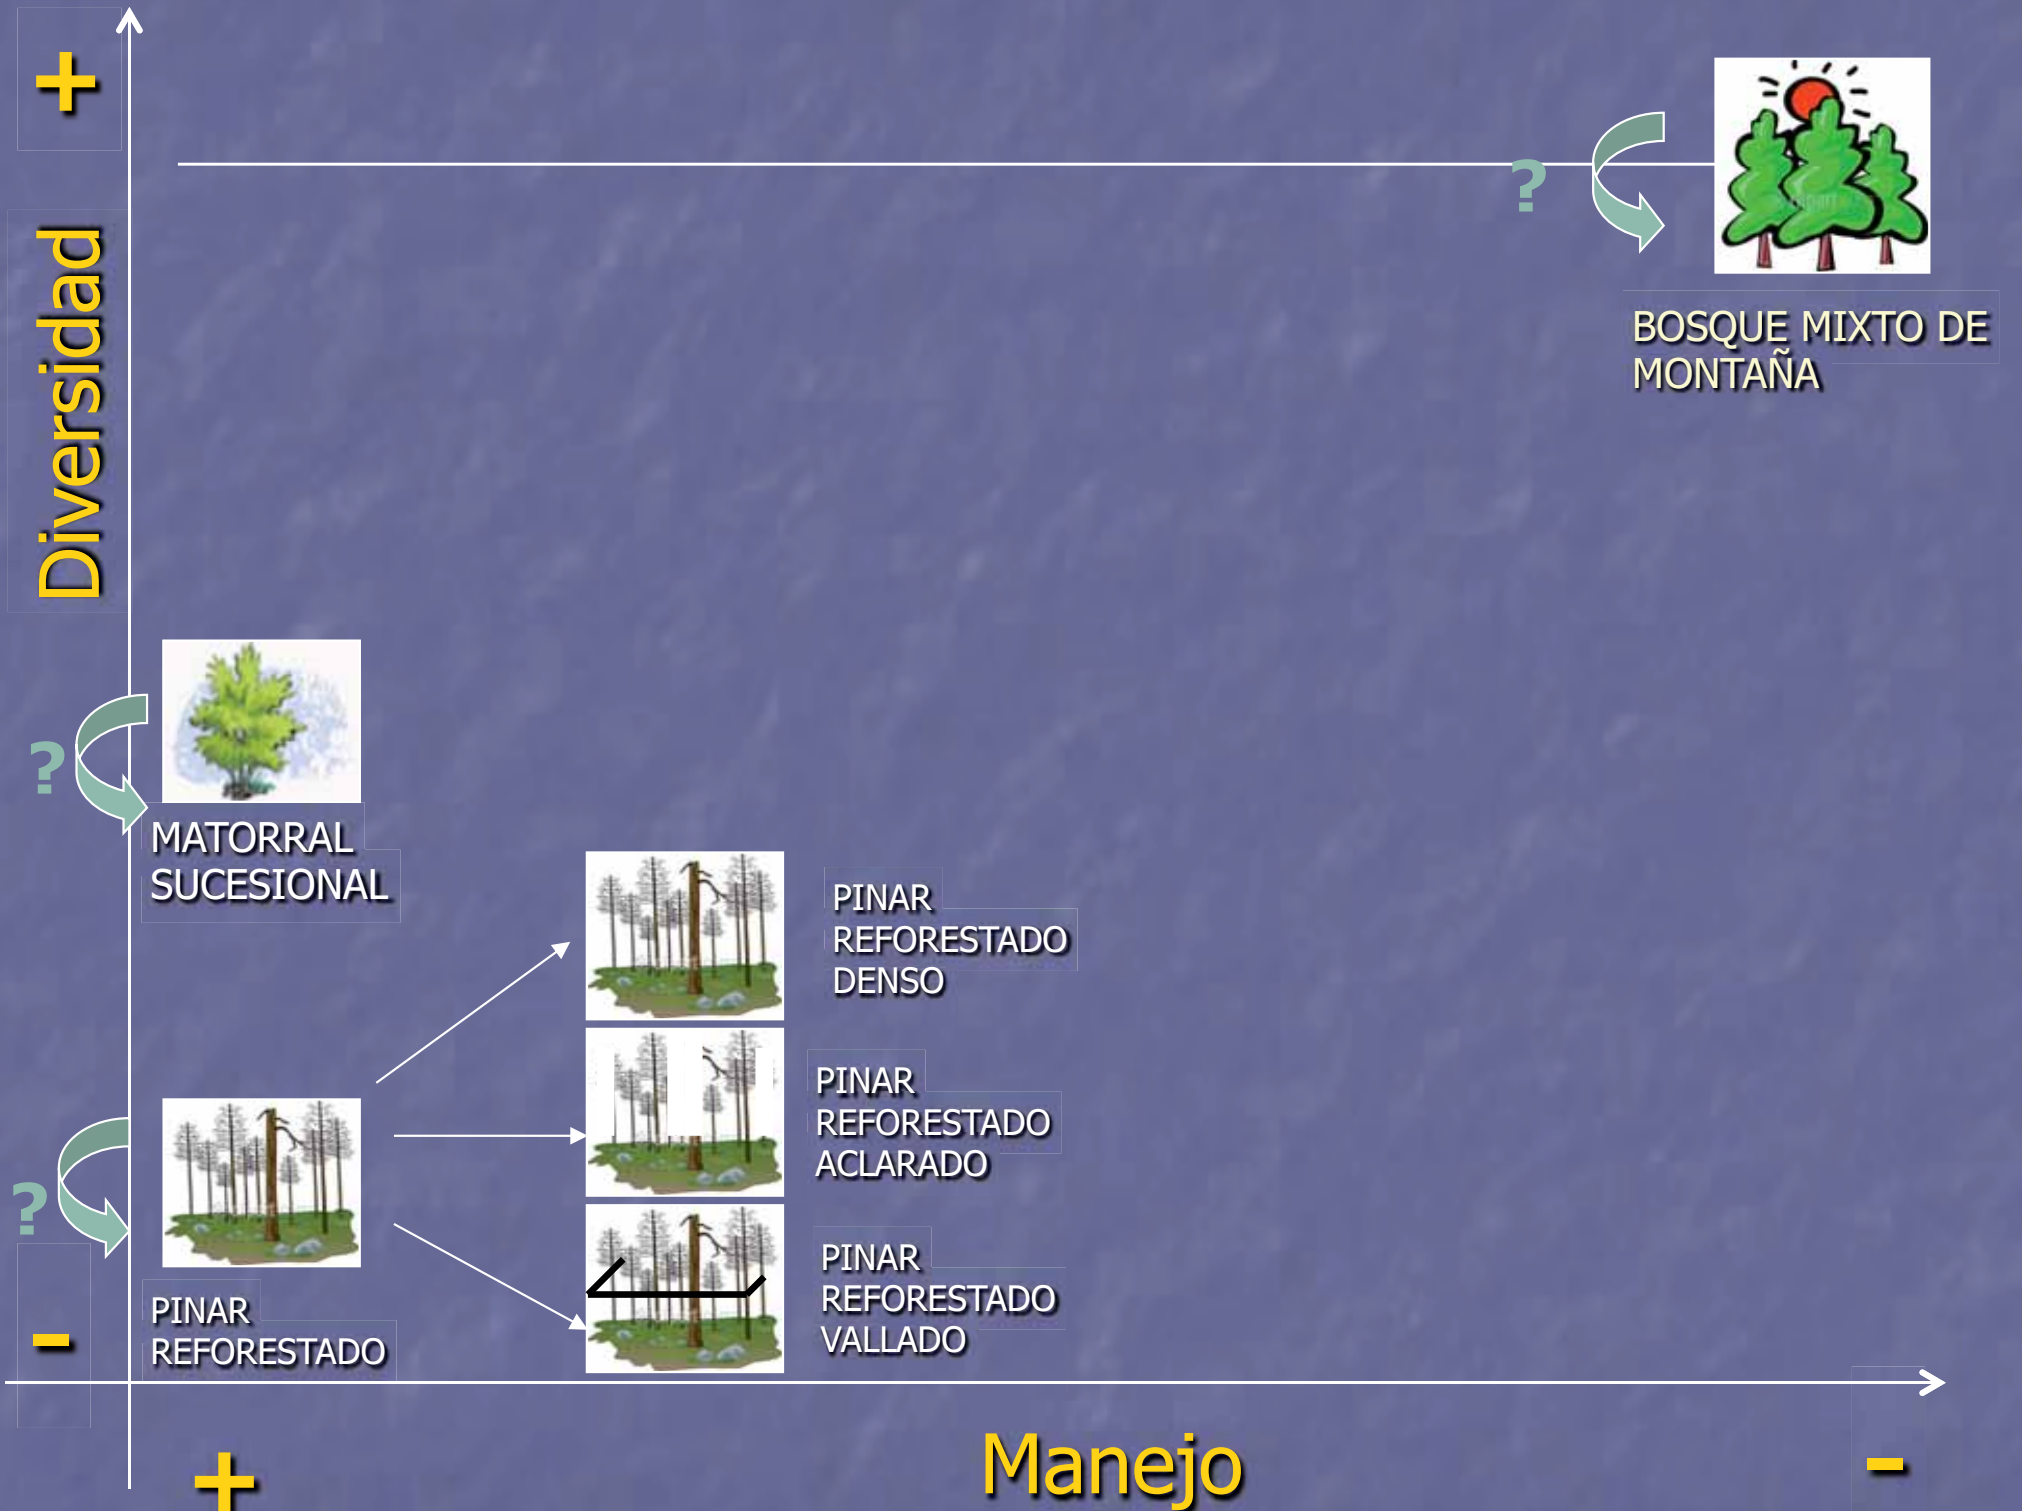 +
Diversidad
?
BOSQUE MIXTO DE
MONTAÑA
?
MATORRAL
SUCESIONAL
PINAR
REFORESTADO
DENSO
PINAR
REFORESTADO
ACLARADO
?
PINAR
REFORESTADO
VALLADO
-
PINAR
REFORESTADO
+
Manejo
-